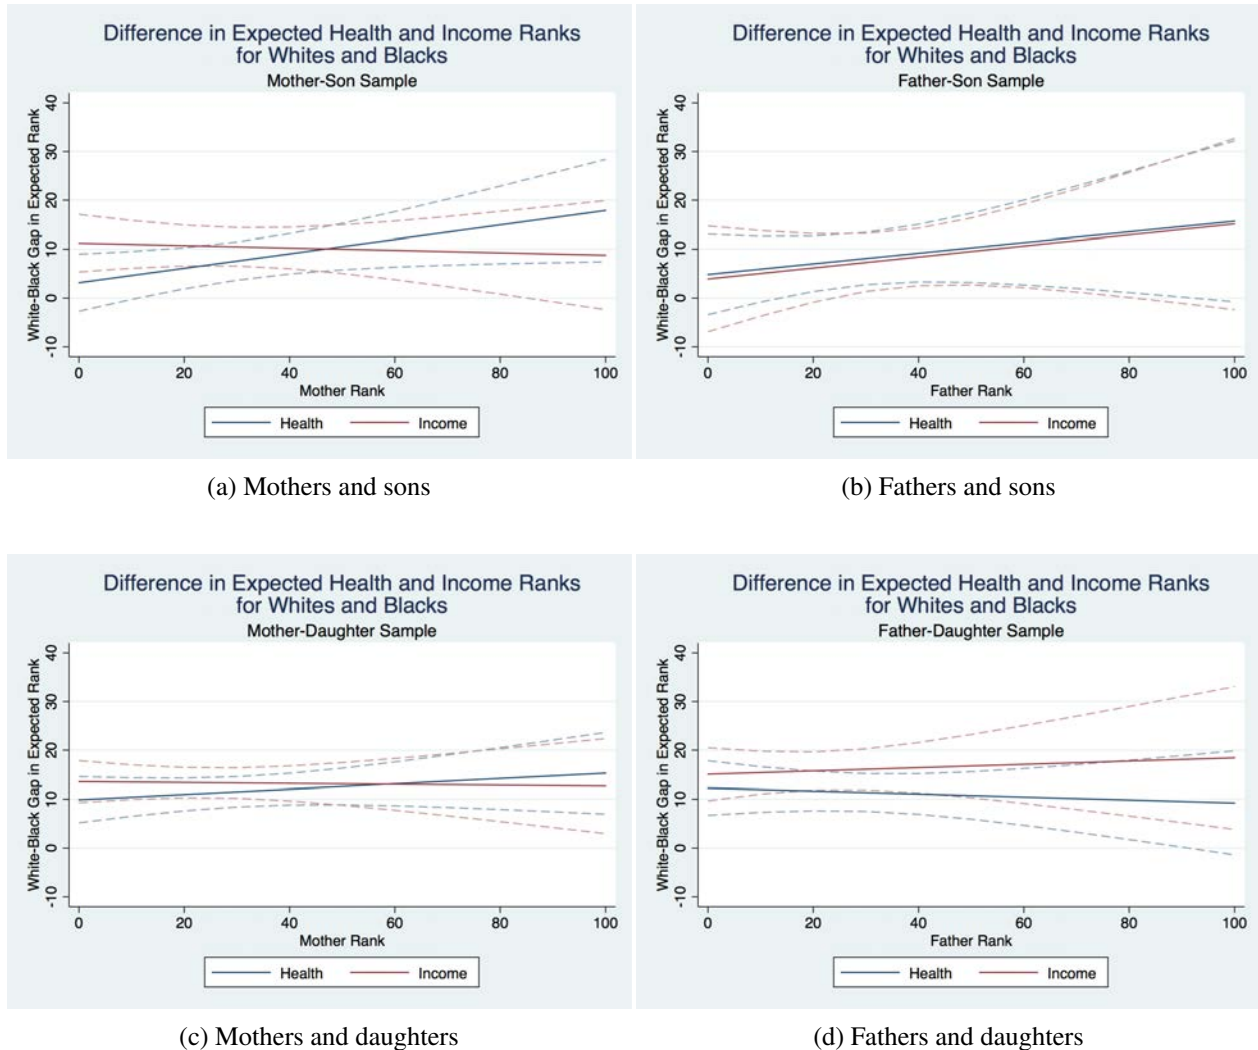 Difference in Expected Health and Income Ranks
for Whites and Blacks
Mother-Son Sample
White-Black Gap in Expected Rank
40
30
20
10
0
-10
0 20 40 60 80 100
Mother Rank
Health Income
(a) Mothers and sons
Difference in Expected Health and Income Ranks
for Whites and Blacks
Father-Son Sample
White-Black Gap in Expected Rank
40
30
20
10
0
-10
0 20 40 60 80 100
Father Rank
Health Income
(b) Fathers and sons
Difference in Expected Health and Income Ranks
for Whites and Blacks
Mother-Daughter Sample
White-Black Gap in Expected Rank
40
30
20
10
0
-10
0 20 40 60 80 100
Mother Rank
Health Income
(c) Mothers and daughters
Difference in Expected Health and Income Ranks
for Whites and Blacks
Father-Daughter Sample
White-Black Gap in Expected Rank
40
30
20
10
0
-10
0 20 40 60 80 100
Father Rank
Health Income
(d) Fathers and daughters